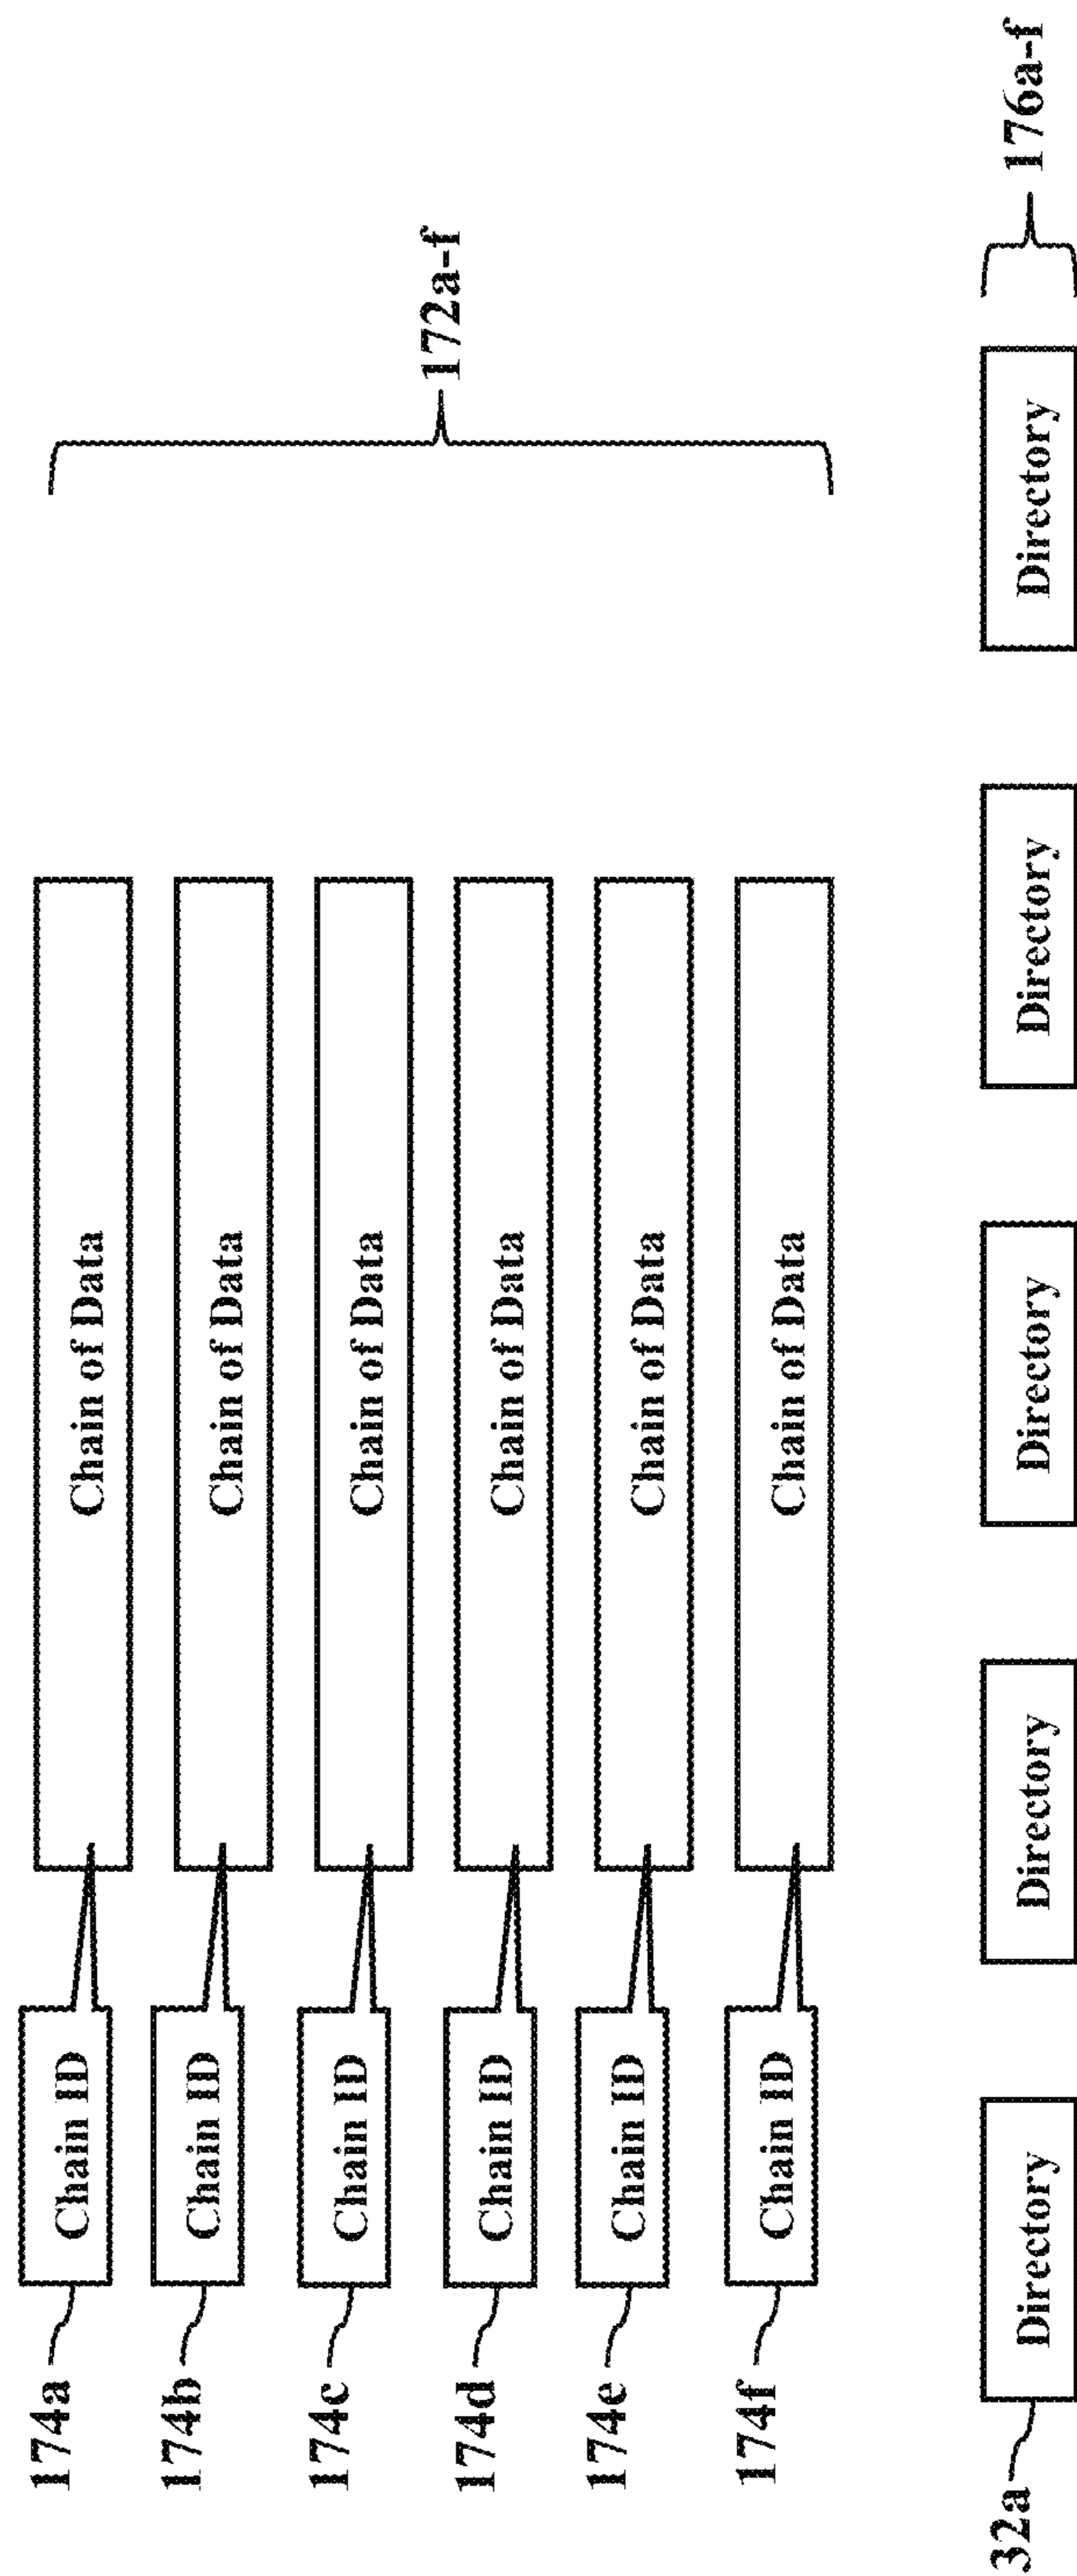 174a Chain ID Chain of Data
174b Chain ID Chain of Data
174c Chain ID Chain of Data
172a-f
174d Chain ID Chain of Data
174e Chain ID Chain of Data
174f Chain ID Chain of Data
32a Directory Directory Directory Directory Directory 176a-f